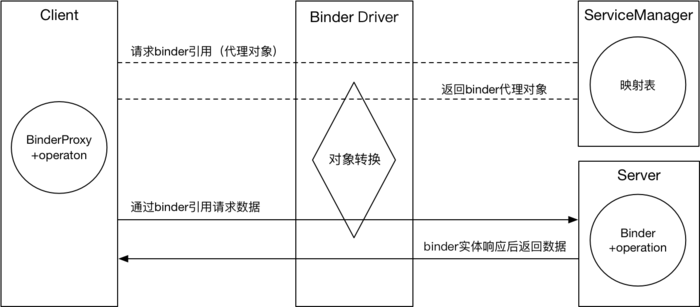 Client
Binder Driver
ServiceManager
请求binder引用（代理对象）
返回binder代理对象
映射表
BinderProxy
+operaton
对象转换
Server
通过binder引用请求数据
Binder
+operation
binder实体响应后返回数据